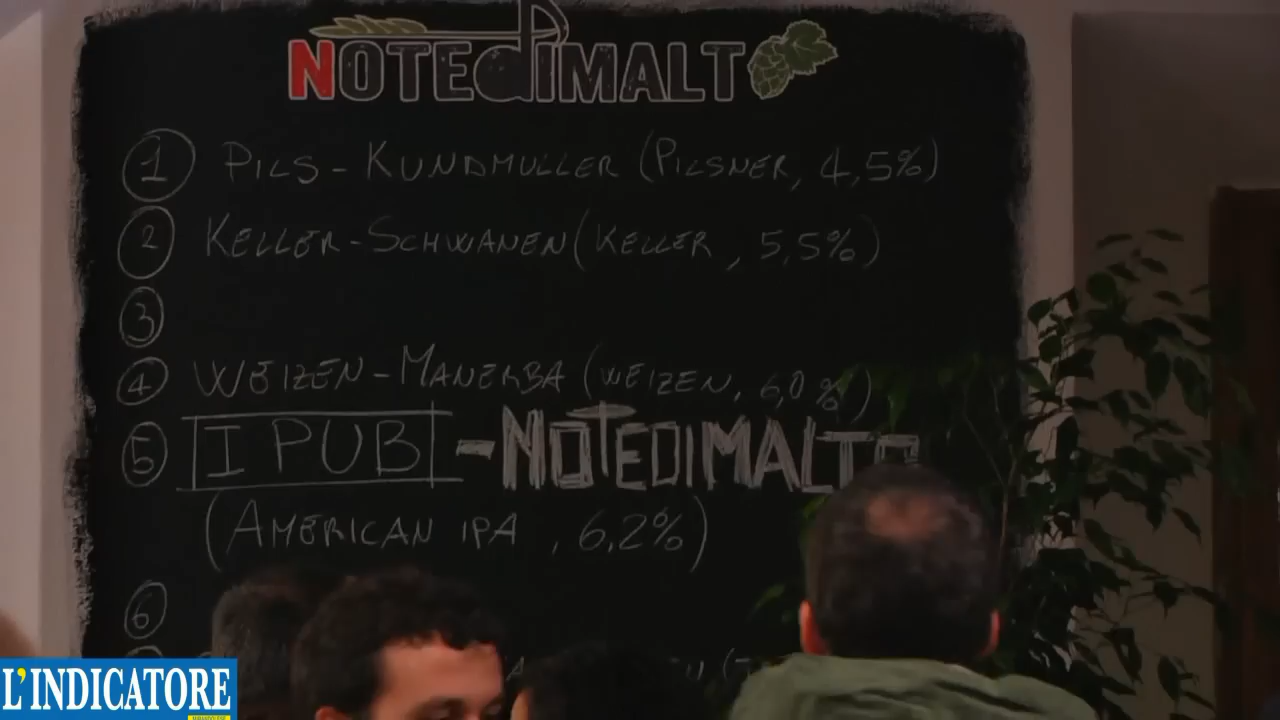 NOTEDIMALTO
1 PILS - KUNDMULLER (PILSNER, 4,5%)
2 KELLER - SCHWANEN (KELLER, 5,5%)
3
4 WEIZEN - MANERBA (WEIZEN, 6,0%)
5 I PUB - NOTEDIMALTO
(AMERICAN IPA, 6,2%)
6
L'INDICATORE